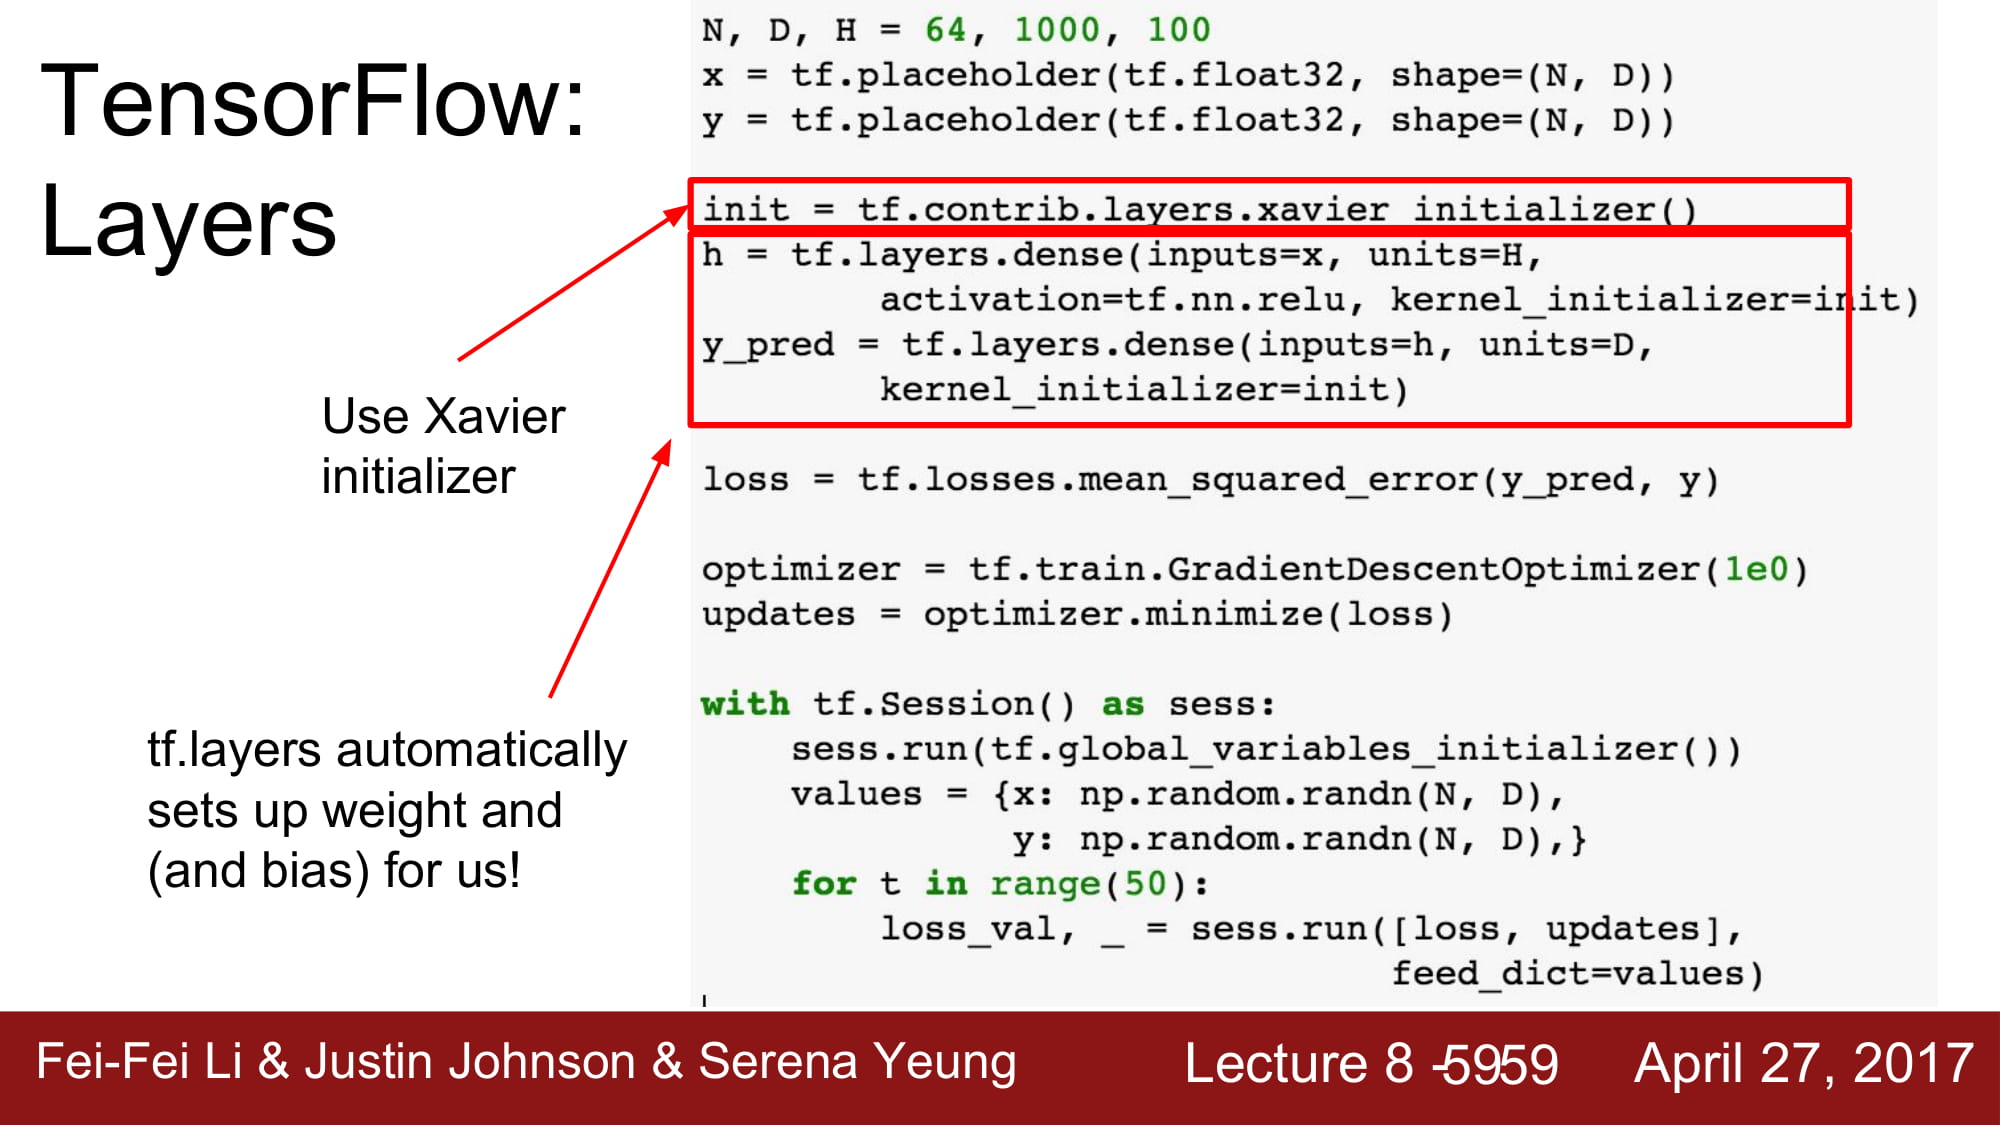 TensorFlow:
Layers
N, D, H = 64, 1000, 100
x = tf.placeholder(tf.float32, shape=(N, D))
y = tf.placeholder(tf.float32, shape=(N, D))
init = tf.contrib.layers.xavier_initializer()
h = tf.layers.dense(inputs=x, units=H,
activation=tf.nn.relu, kernel_initializer=init)
y_pred = tf.layers.dense(inputs=h, units=D,
kernel_initializer=init)
loss = tf.losses.mean_squared_error(y_pred, y)
optimizer = tf.train.GradientDescentOptimizer(1e0)
updates = optimizer.minimize(loss)
with tf.Session() as sess:
sess.run(tf.global_variables_initializer())
values = {x: np.random.randn(N, D),
y: np.random.randn(N, D),}
for t in range(50):
loss_val, _ = sess.run([loss, updates],
feed_dict=values)
Use Xavier
initializer
tf.layers automatically
sets up weight and
(and bias) for us!
Fei-Fei Li & Justin Johnson & Serena Yeung
Lecture 8 -5959
April 27, 2017